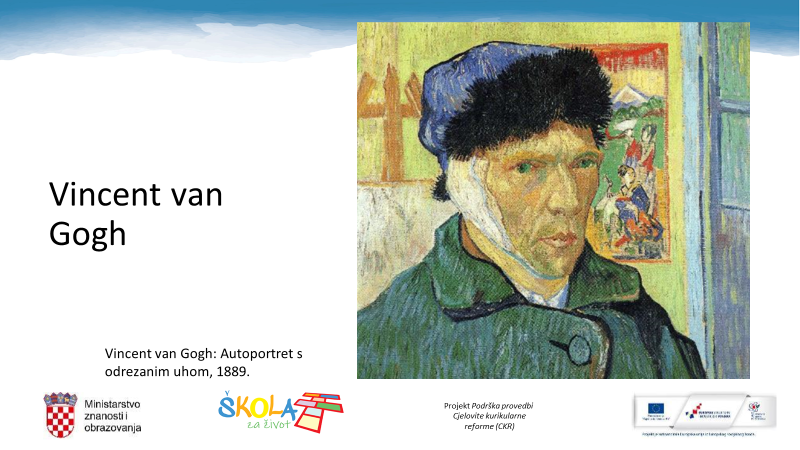 Vincent van
Gogh
Vincent van Gogh: Autoportret s
odrezanim uhom, 1889.
Ministarstvo
znanosti i
obrazovanja
ŠKOLA
za život
Projekt Podrška provedbi
Cjelovite kurikularne
reforme (CKR)